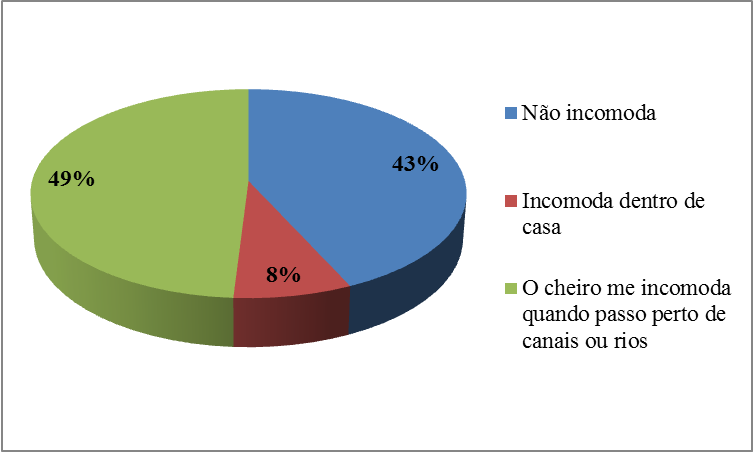 Não incomoda
43%
49%
Incomoda dentro de
casa
8%
O cheiro me incomoda
quando passo perto de
canais ou rios